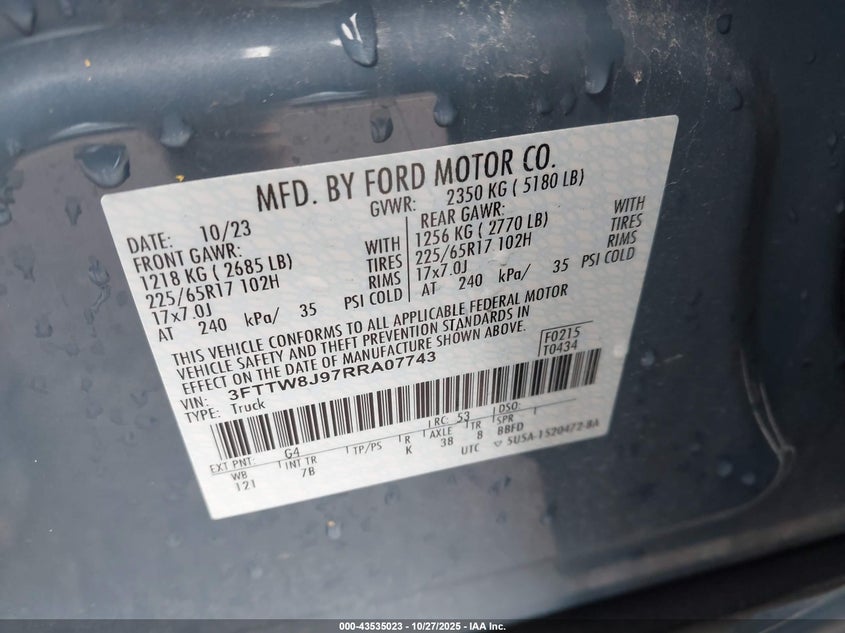 MFD. BY FORD MOTOR CO.
DATE: 10/23
GVWR: 2350 KG ( 5180 LB)
FRONT GAWR:
1218 KG ( 2685 LB) WITH
225/65R17 102H TIRES
17x7.0J RIMS
AT 240 kPa/ 35 PSI COLD
REAR GAWR:
1256 KG ( 2770 LB) WITH
225/65R17 102H TIRES
17x7.0J RIMS
AT 240 kPa/ 35 PSI COLD
THIS VEHICLE CONFORMS TO ALL APPLICABLE FEDERAL MOTOR
VEHICLE SAFETY AND THEFT PREVENTION STANDARDS IN
EFFECT ON THE DATE OF MANUFACTURE SHOWN ABOVE.
VIN: 3FTTW8J97RRA07743
TYPE: Truck
F0215
T0434
EXT PNT: G4 RC: 53 DSO:
WB INT TR TP/PS R AXLE TR SPR
121 7B K 38 8 BBFD
UTC ▽ 5U5A-1520472-BA
000-43535023 — 10/27/2025 — IAA Inc.